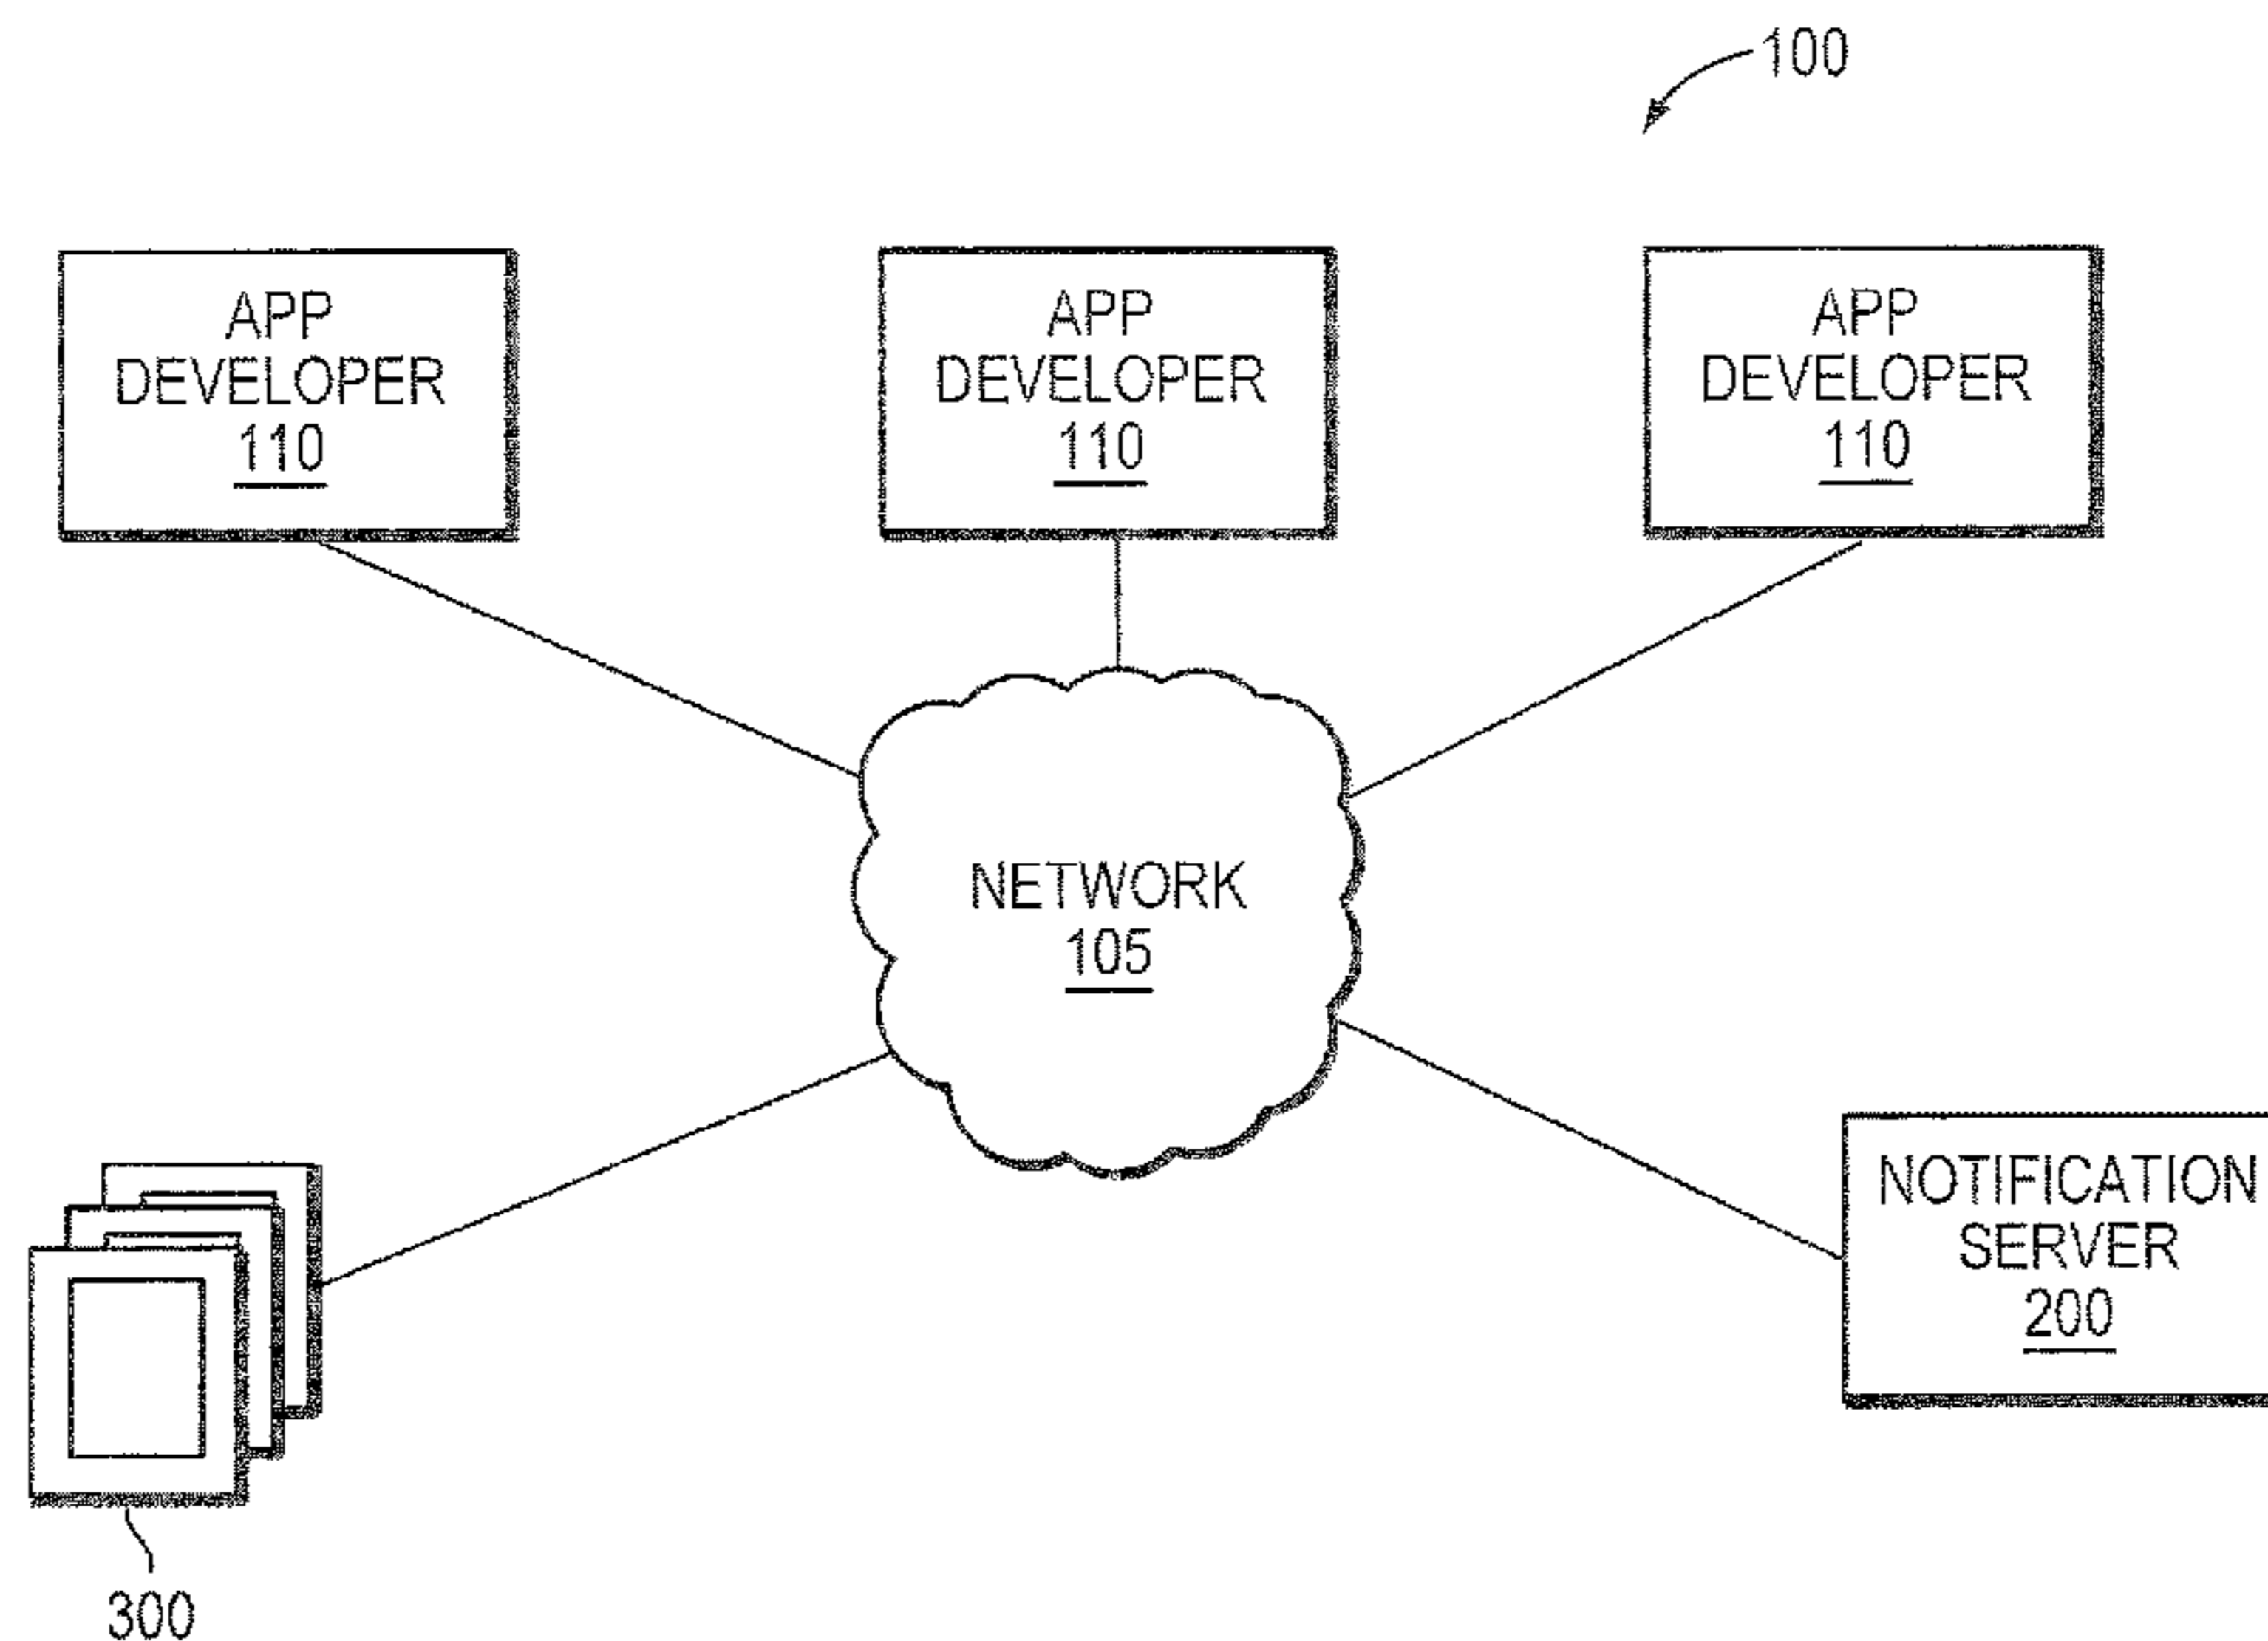 100
APP
DEVELOPER
110
APP
DEVELOPER
110
APP
DEVELOPER
110
NETWORK
105
NOTIFICATION
SERVER
200
300